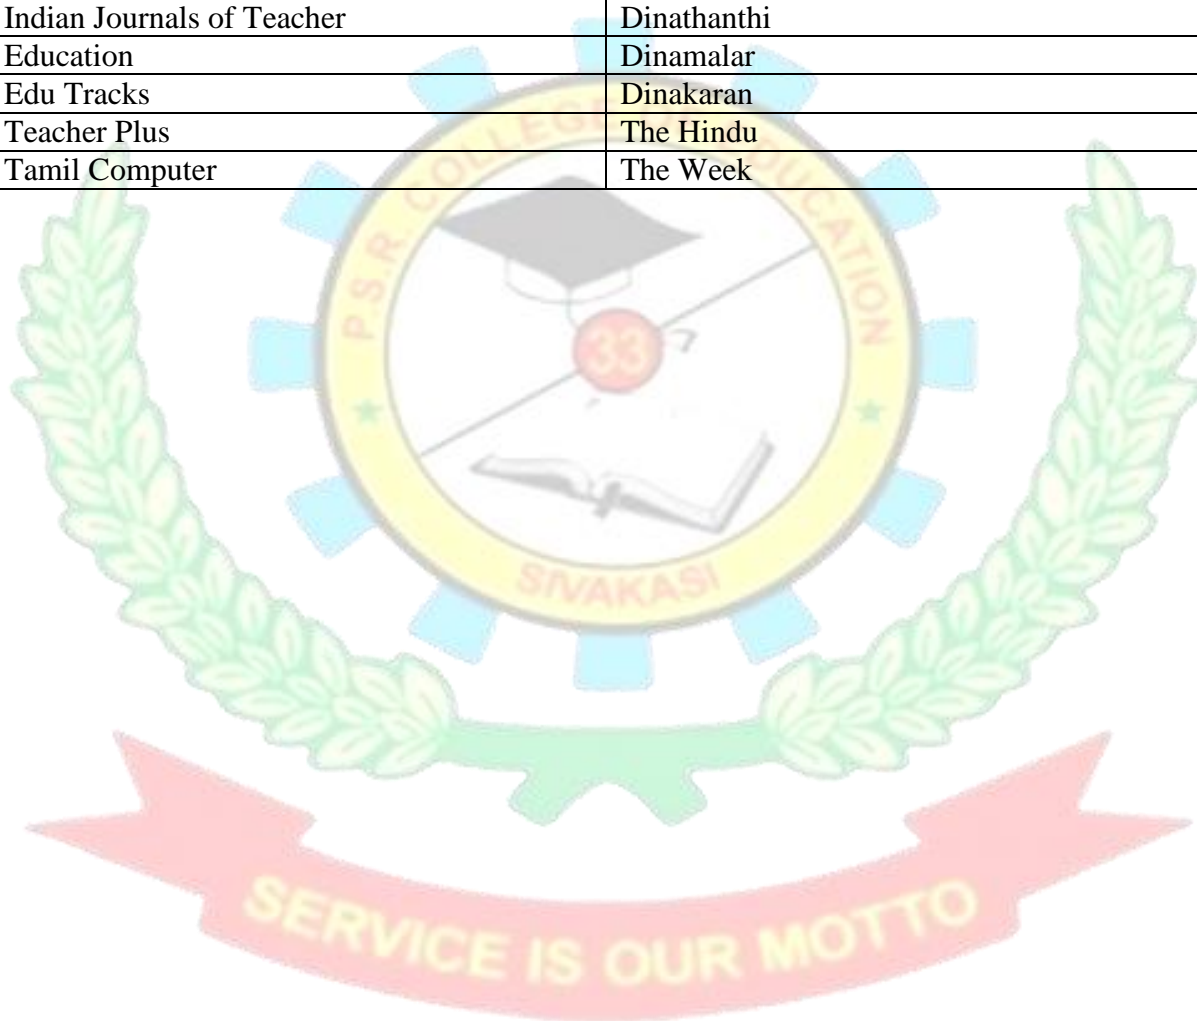 Indian Journals of Teacher Dinathanthi
Education Dinamalar
Edu Tracks Dinakaran
Teacher Plus The Hindu
Tamil Computer The Week
P.S.R. COLLEGE OF EDUCATION
33
SIVAKASI
SERVICE IS OUR MOTTO